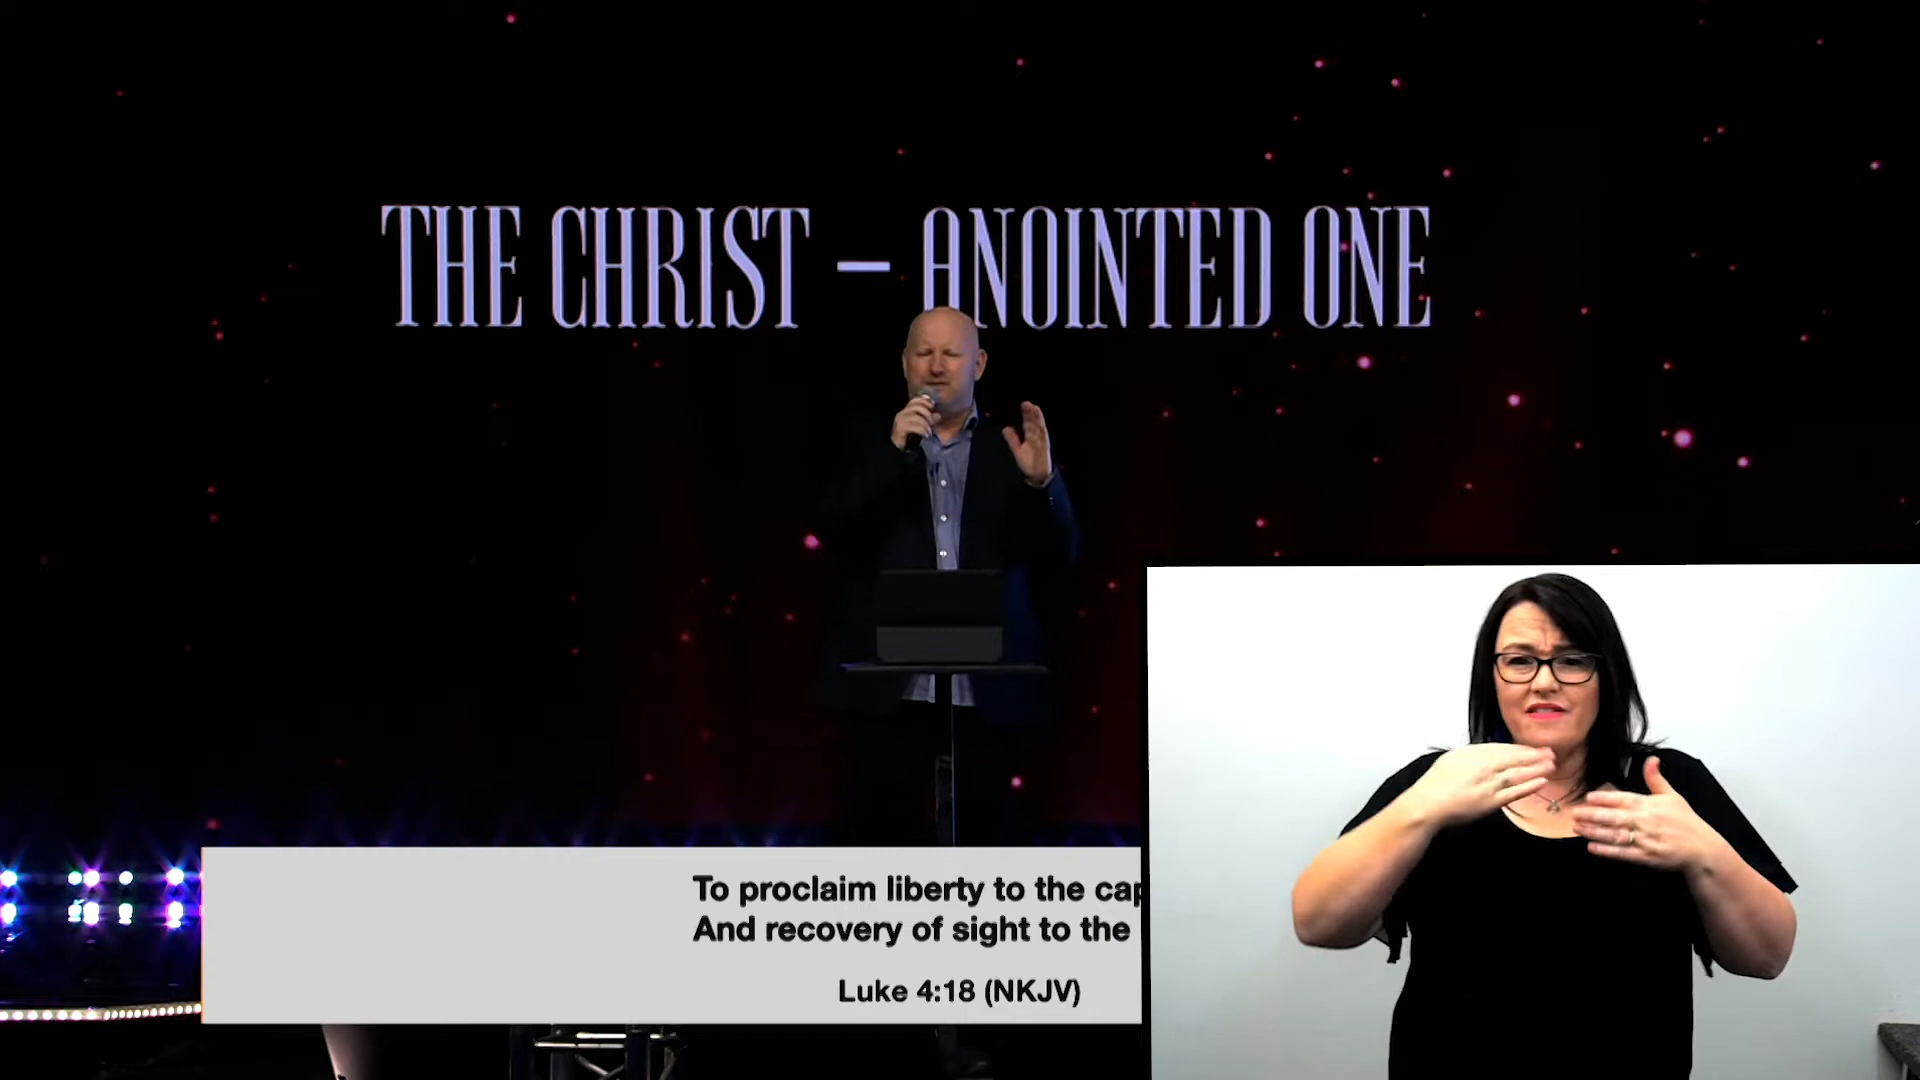 THE CHRIST – ANOINTED ONE
To proclaim liberty to the cap
And recovery of sight to the
Luke 4:18 (NKJV)